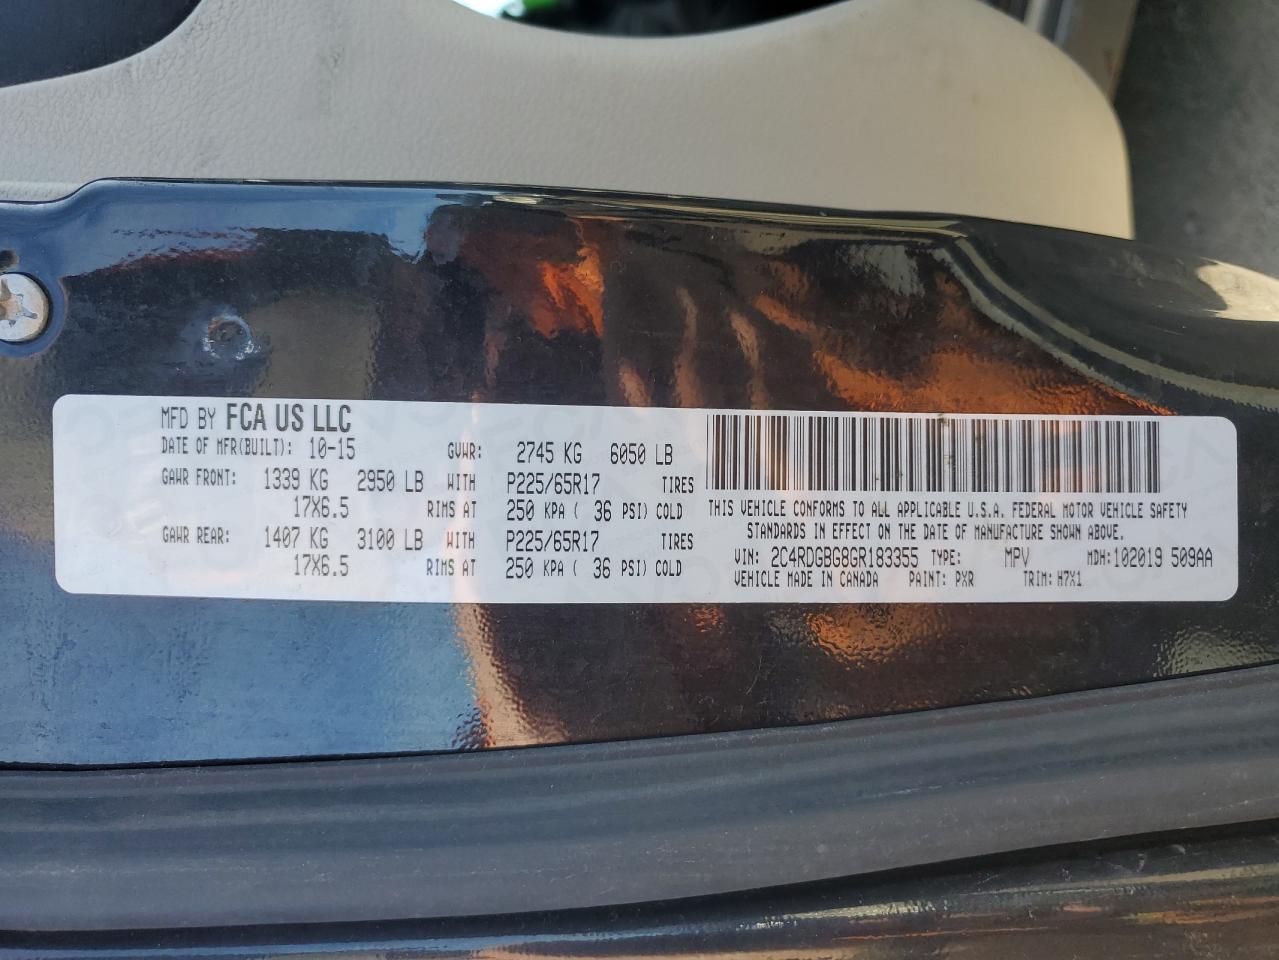 MFD BY FCA US LLC
DATE OF MFR(BUILT): 10-15 GVWR: 2745 KG 6050 LB
GAWR FRONT: 1339 KG 2950 LB WITH P225/65R17 TIRES
17X6.5 RIMS AT 250 KPA ( 36 PSI) COLD
GAWR REAR: 1407 KG 3100 LB WITH P225/65R17 TIRES
17X6.5 RIMS AT 250 KPA ( 36 PSI) COLD
THIS VEHICLE CONFORMS TO ALL APPLICABLE U.S.A. FEDERAL MOTOR VEHICLE SAFETY
STANDARDS IN EFFECT ON THE DATE OF MANUFACTURE SHOWN ABOVE.
VIN: 2C4RDGBG8GR183355 TYPE: MPV MDH:102019 509AA
VEHICLE MADE IN CANADA PAINT: PXR TRIM: H7X1